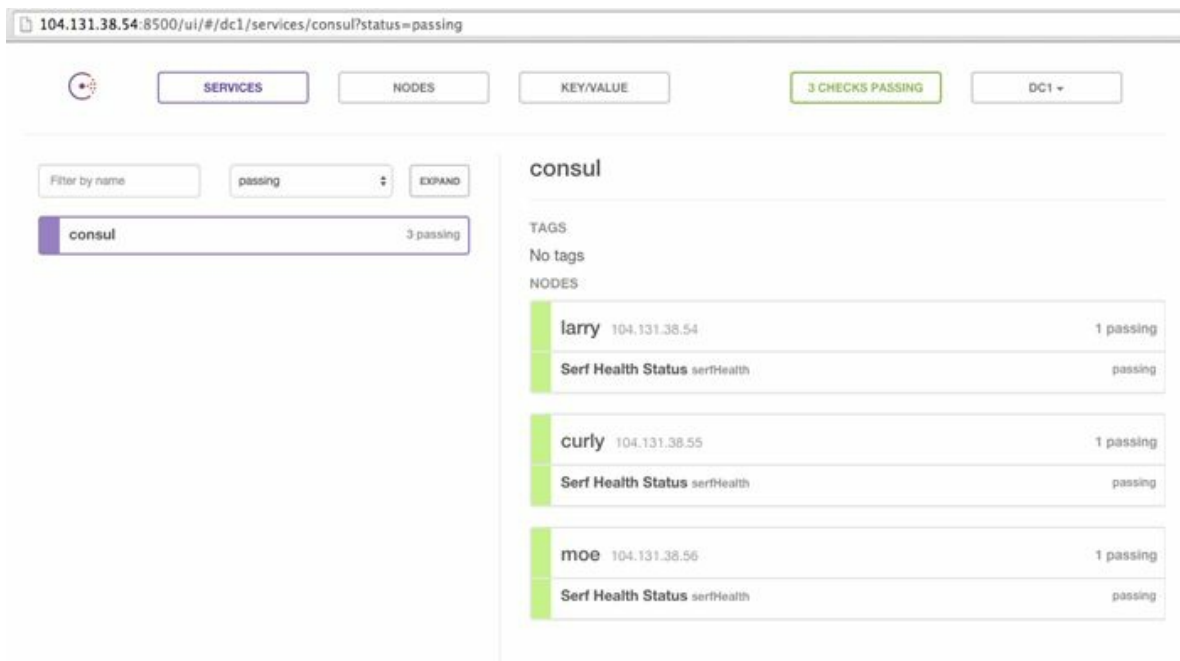 104.131.38.54:8500/ui/#/dc1/services/consul?status=passing
SERVICES NODES KEY/VALUE 3 CHECKS PASSING DC1
Filter by name passing EXPAND
consul 3 passing
consul
TAGS
No tags
NODES
larry 104.131.38.54 1 passing
Serf Health Status serfHealth passing
curly 104.131.38.55 1 passing
Serf Health Status serfHealth passing
moe 104.131.38.56 1 passing
Serf Health Status serfHealth passing